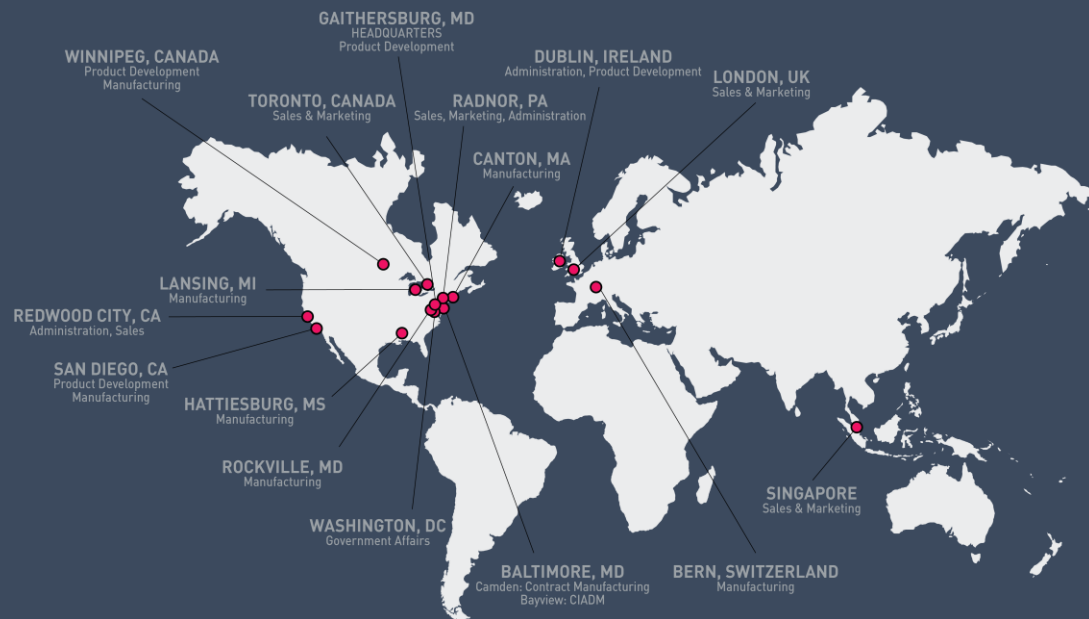 GAITHERSBURG, MD
HEADQUARTERS
Product Development
WINNIPEG, CANADA
Product Development
Manufacturing
DUBLIN, IRELAND
Administration, Product Development
LONDON, UK
Sales & Marketing
TORONTO, CANADA
Sales & Marketing
RADNOR, PA
Sales, Marketing, Administration
CANTON, MA
Manufacturing
LANSING, MI
Manufacturing
REDWOOD CITY, CA
Administration, Sales
SAN DIEGO, CA
Product Development
Manufacturing
HATTIESBURG, MS
Manufacturing
ROCKVILLE, MD
Manufacturing
WASHINGTON, DC
Government Affairs
BALTIMORE, MD
Camden: Contract Manufacturing
Bayview: CIADM
BERN, SWITZERLAND
Manufacturing
SINGAPORE
Sales & Marketing